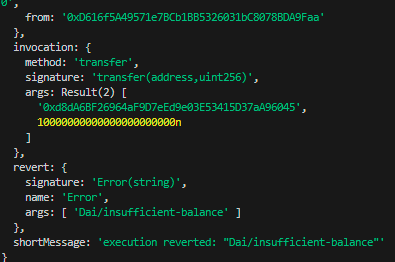 0',
from: '0xD616f5A49571e7BCb1BB5326031bC8078BDA9Faa'
},
invocation: {
method: 'transfer',
signature: 'transfer(address,uint256)',
args: Result(2) [
'0xd8dA6BF26964aF9D7eEd9e03E53415D37aA96045',
1000000000000000000000n
]
},
revert: {
signature: 'Error(string)',
name: 'Error',
args: [ 'Dai/insufficient-balance' ]
},
shortMessage: 'execution reverted: "Dai/insufficient-balance"'
}